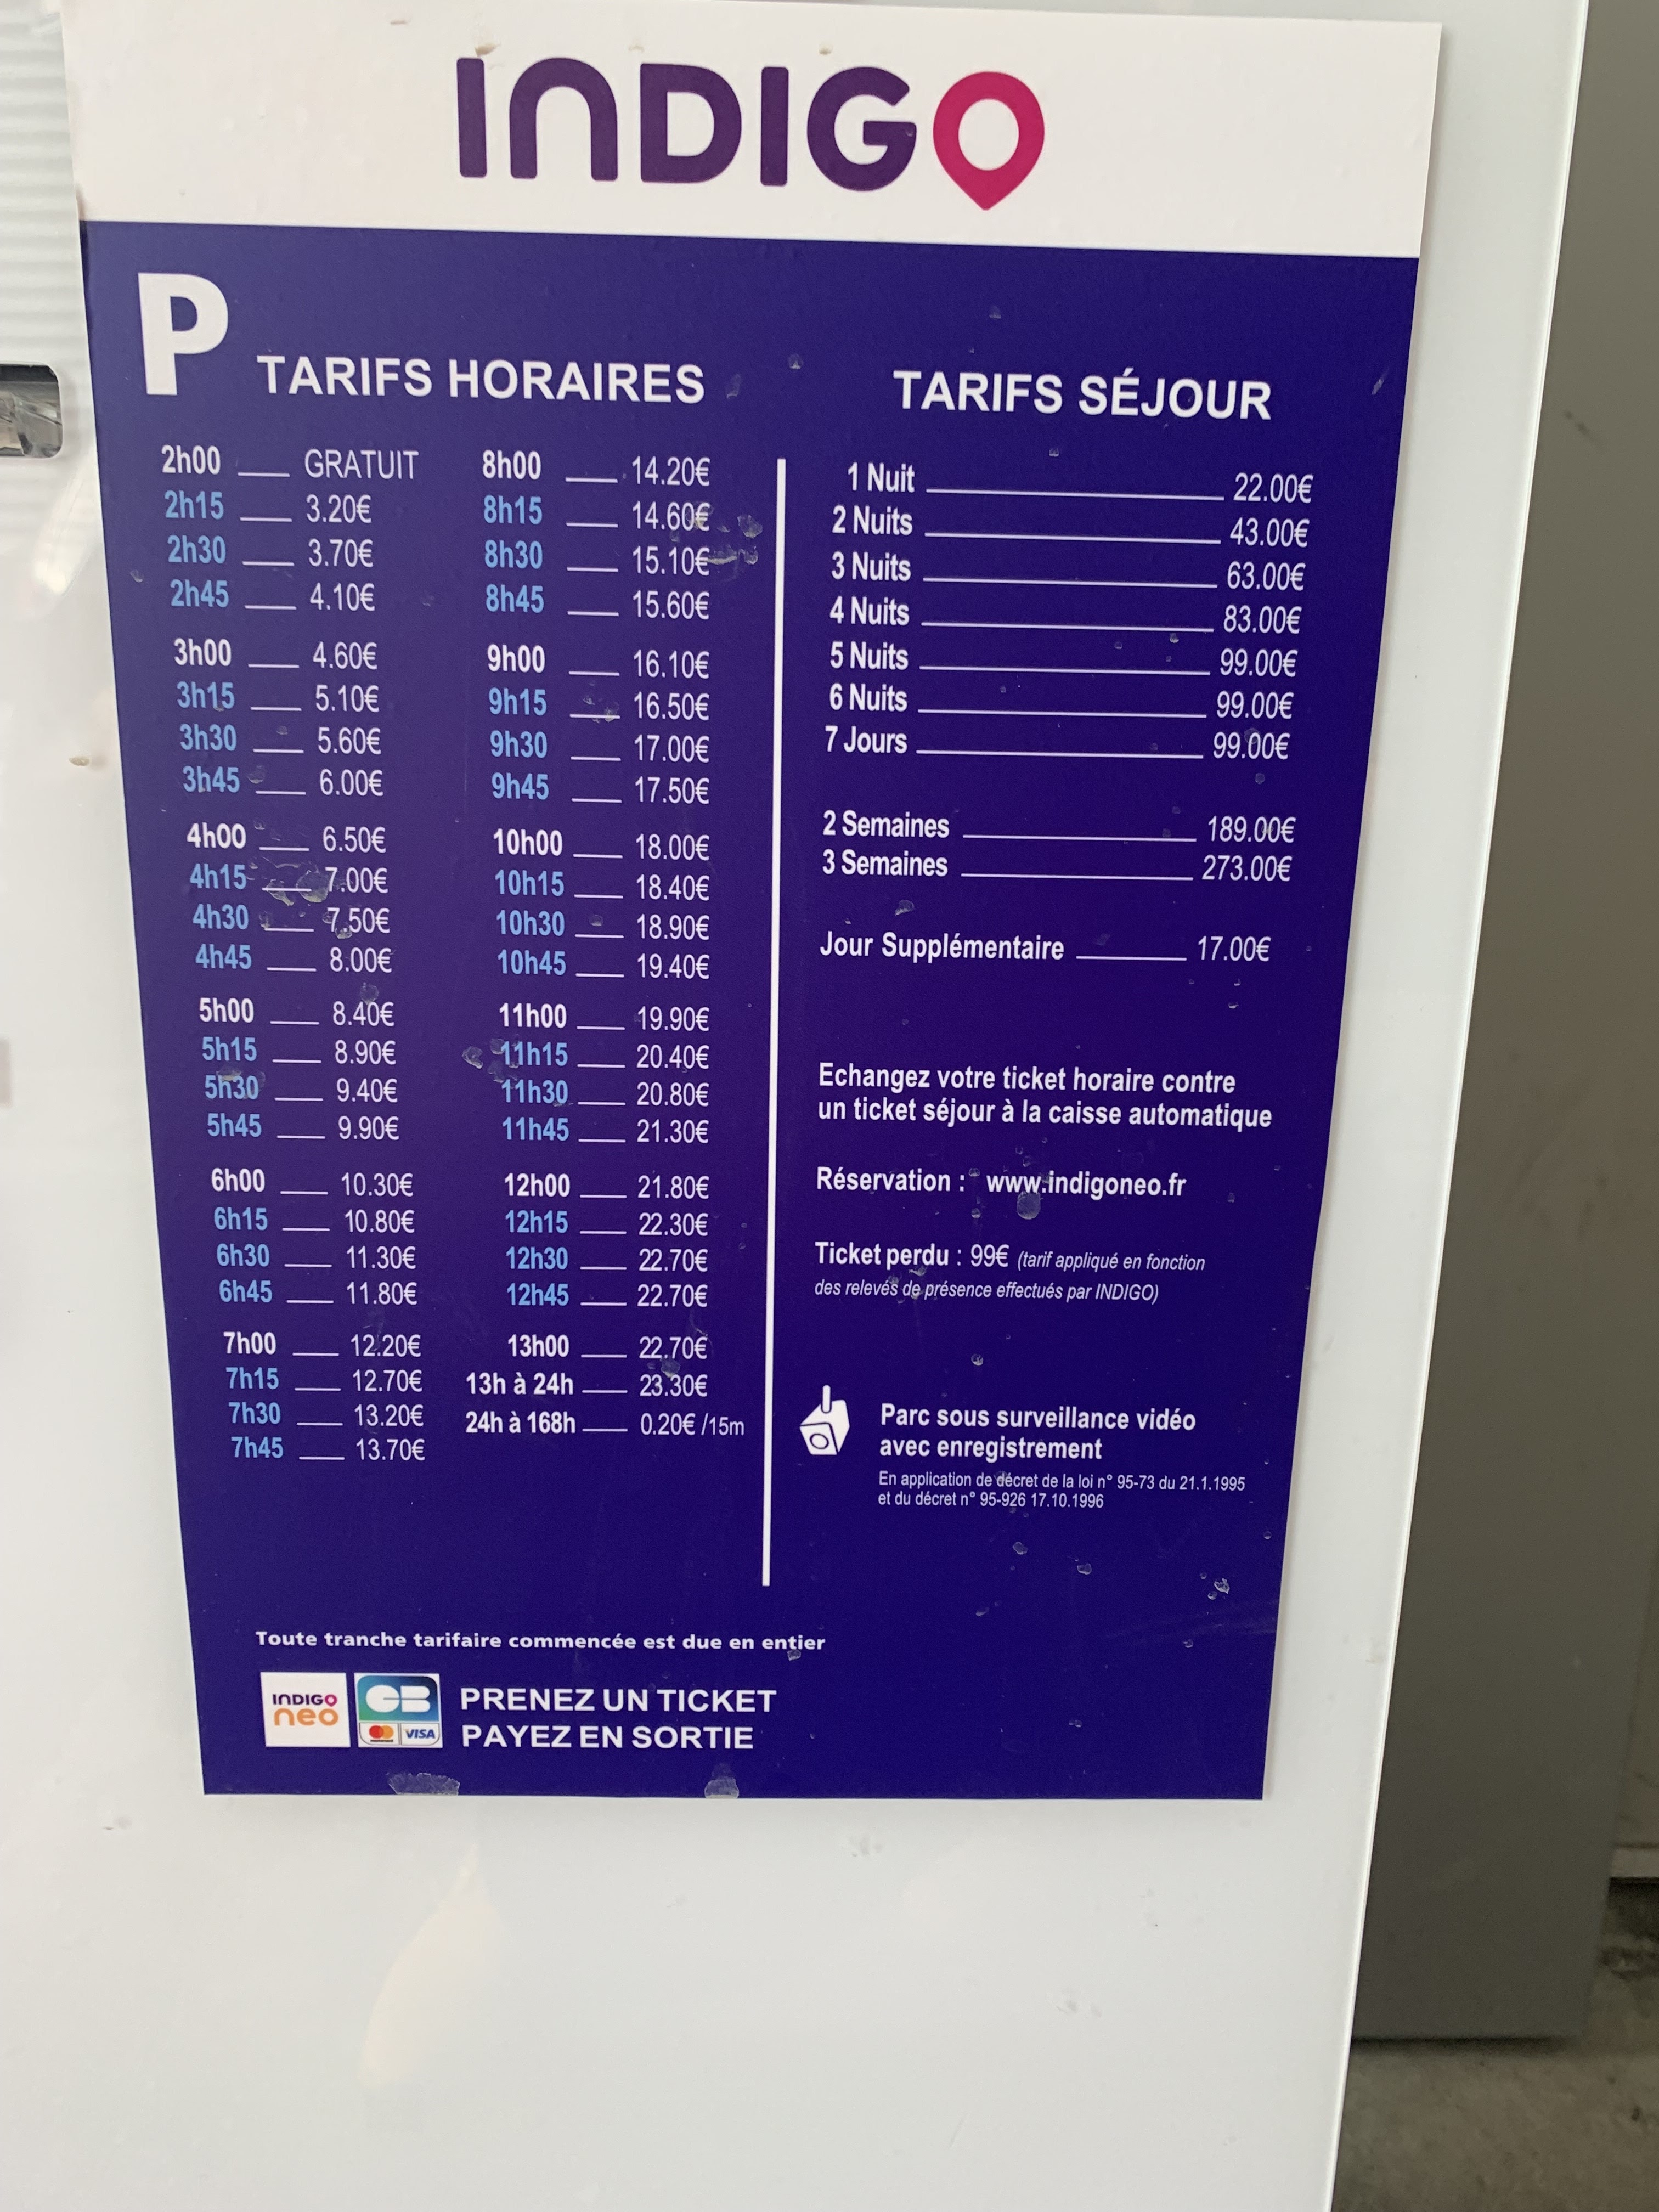 INDIGO
P TARIFS HORAIRES
2h00 GRATUIT
2h15 3.20€
2h30 3.70€
2h45 4.10€
3h00 4.60€
3h15 5.10€
3h30 5.60€
3h45 6.00€
4h00 6.50€
4h15 7.00€
4h30 7.50€
4h45 8.00€
5h00 8.40€
5h15 8.90€
5h30 9.40€
5h45 9.90€
6h00 10.30€
6h15 10.80€
6h30 11.30€
6h45 11.80€
7h00 12.20€
7h15 12.70€
7h30 13.20€
7h45 13.70€
8h00 14.20€
8h15 14.60€
8h30 15.10€
8h45 15.60€
9h00 16.10€
9h15 16.50€
9h30 17.00€
9h45 17.50€
10h00 18.00€
10h15 18.40€
10h30 18.90€
10h45 19.40€
11h00 19.90€
11h15 20.40€
11h30 20.80€
11h45 21.30€
12h00 21.80€
12h15 22.30€
12h30 22.70€
12h45 22.70€
13h00 22.70€
13h à 24h 23.30€
24h à 168h 0.20€ /15m
TARIFS SÉJOUR
1 Nuit 22.00€
2 Nuits 43.00€
3 Nuits 63.00€
4 Nuits 83.00€
5 Nuits 99.00€
6 Nuits 99.00€
7 Jours 99.00€
2 Semaines 189.00€
3 Semaines 273.00€
Jour Supplémentaire 17.00€
Echangez votre ticket horaire contre
un ticket séjour à la caisse automatique
Réservation : www.indigoneo.fr
Ticket perdu : 99€ (tarif appliqué en fonction
des relevés de présence effectués par INDIGO)
Parc sous surveillance vidéo
avec enregistrement
En application de décret de la loi n° 95-73 du 21.1.1995
et du décret n° 95-926 17.10.1996
Toute tranche tarifaire commencée est due en entier
INDIGO
neo
CB
VISA
PRENEZ UN TICKET
PAYEZ EN SORTIE